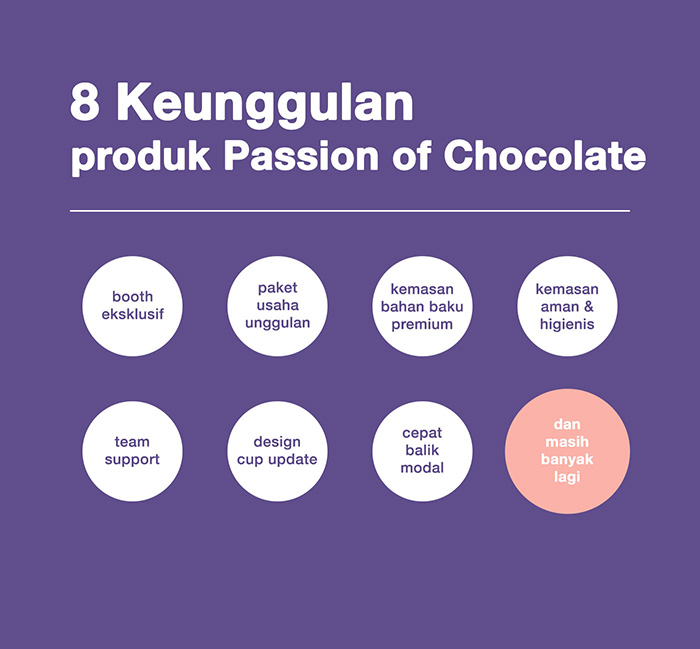 8 Keunggulan
produk Passion of Chocolate
booth
eksklusif
paket
usaha
unggulan
kemasan
bahan baku
premium
kemasan
aman &
higienis
team
support
design
cup update
cepat
balik
modal
dan
masih
banyak
lagi